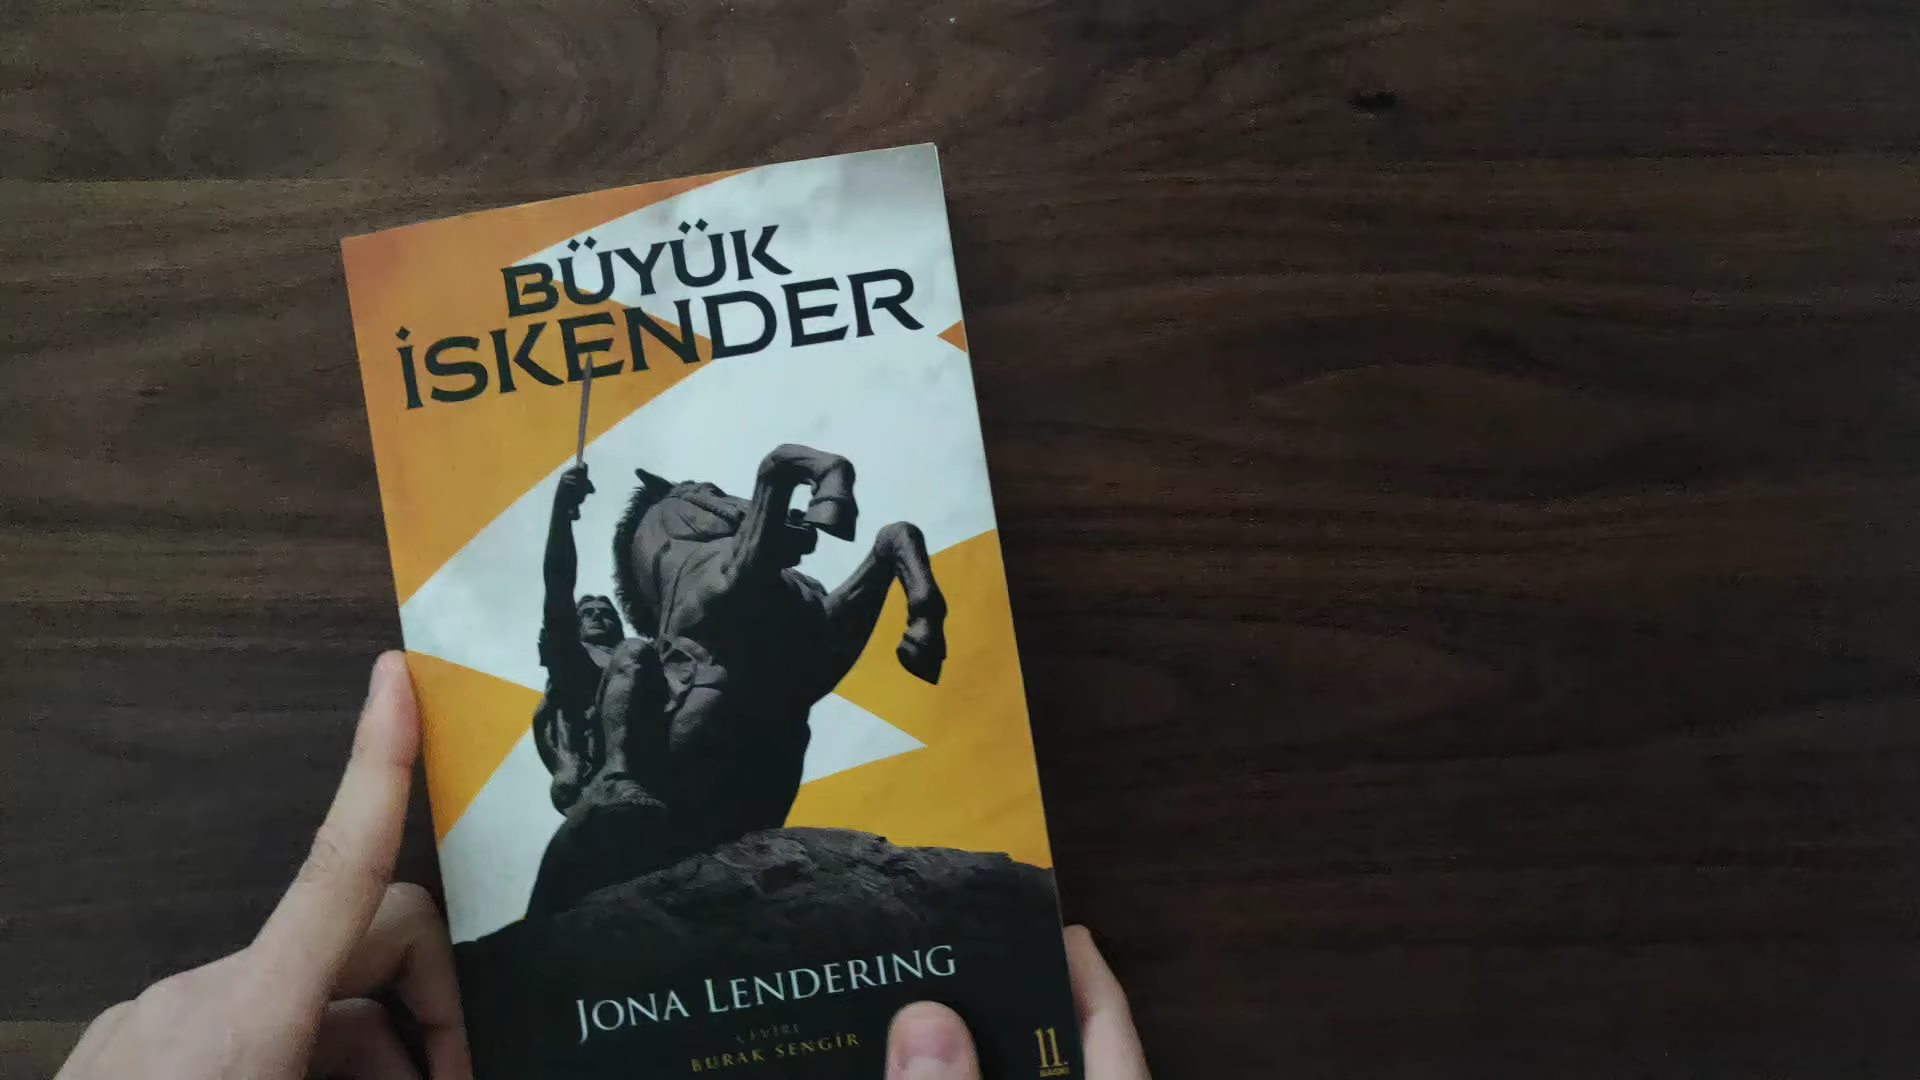 BÜYÜK
İSKENDER
JONA LENDERING
ÇEVİRİ
BURAK SENGİR
11.
BASKI